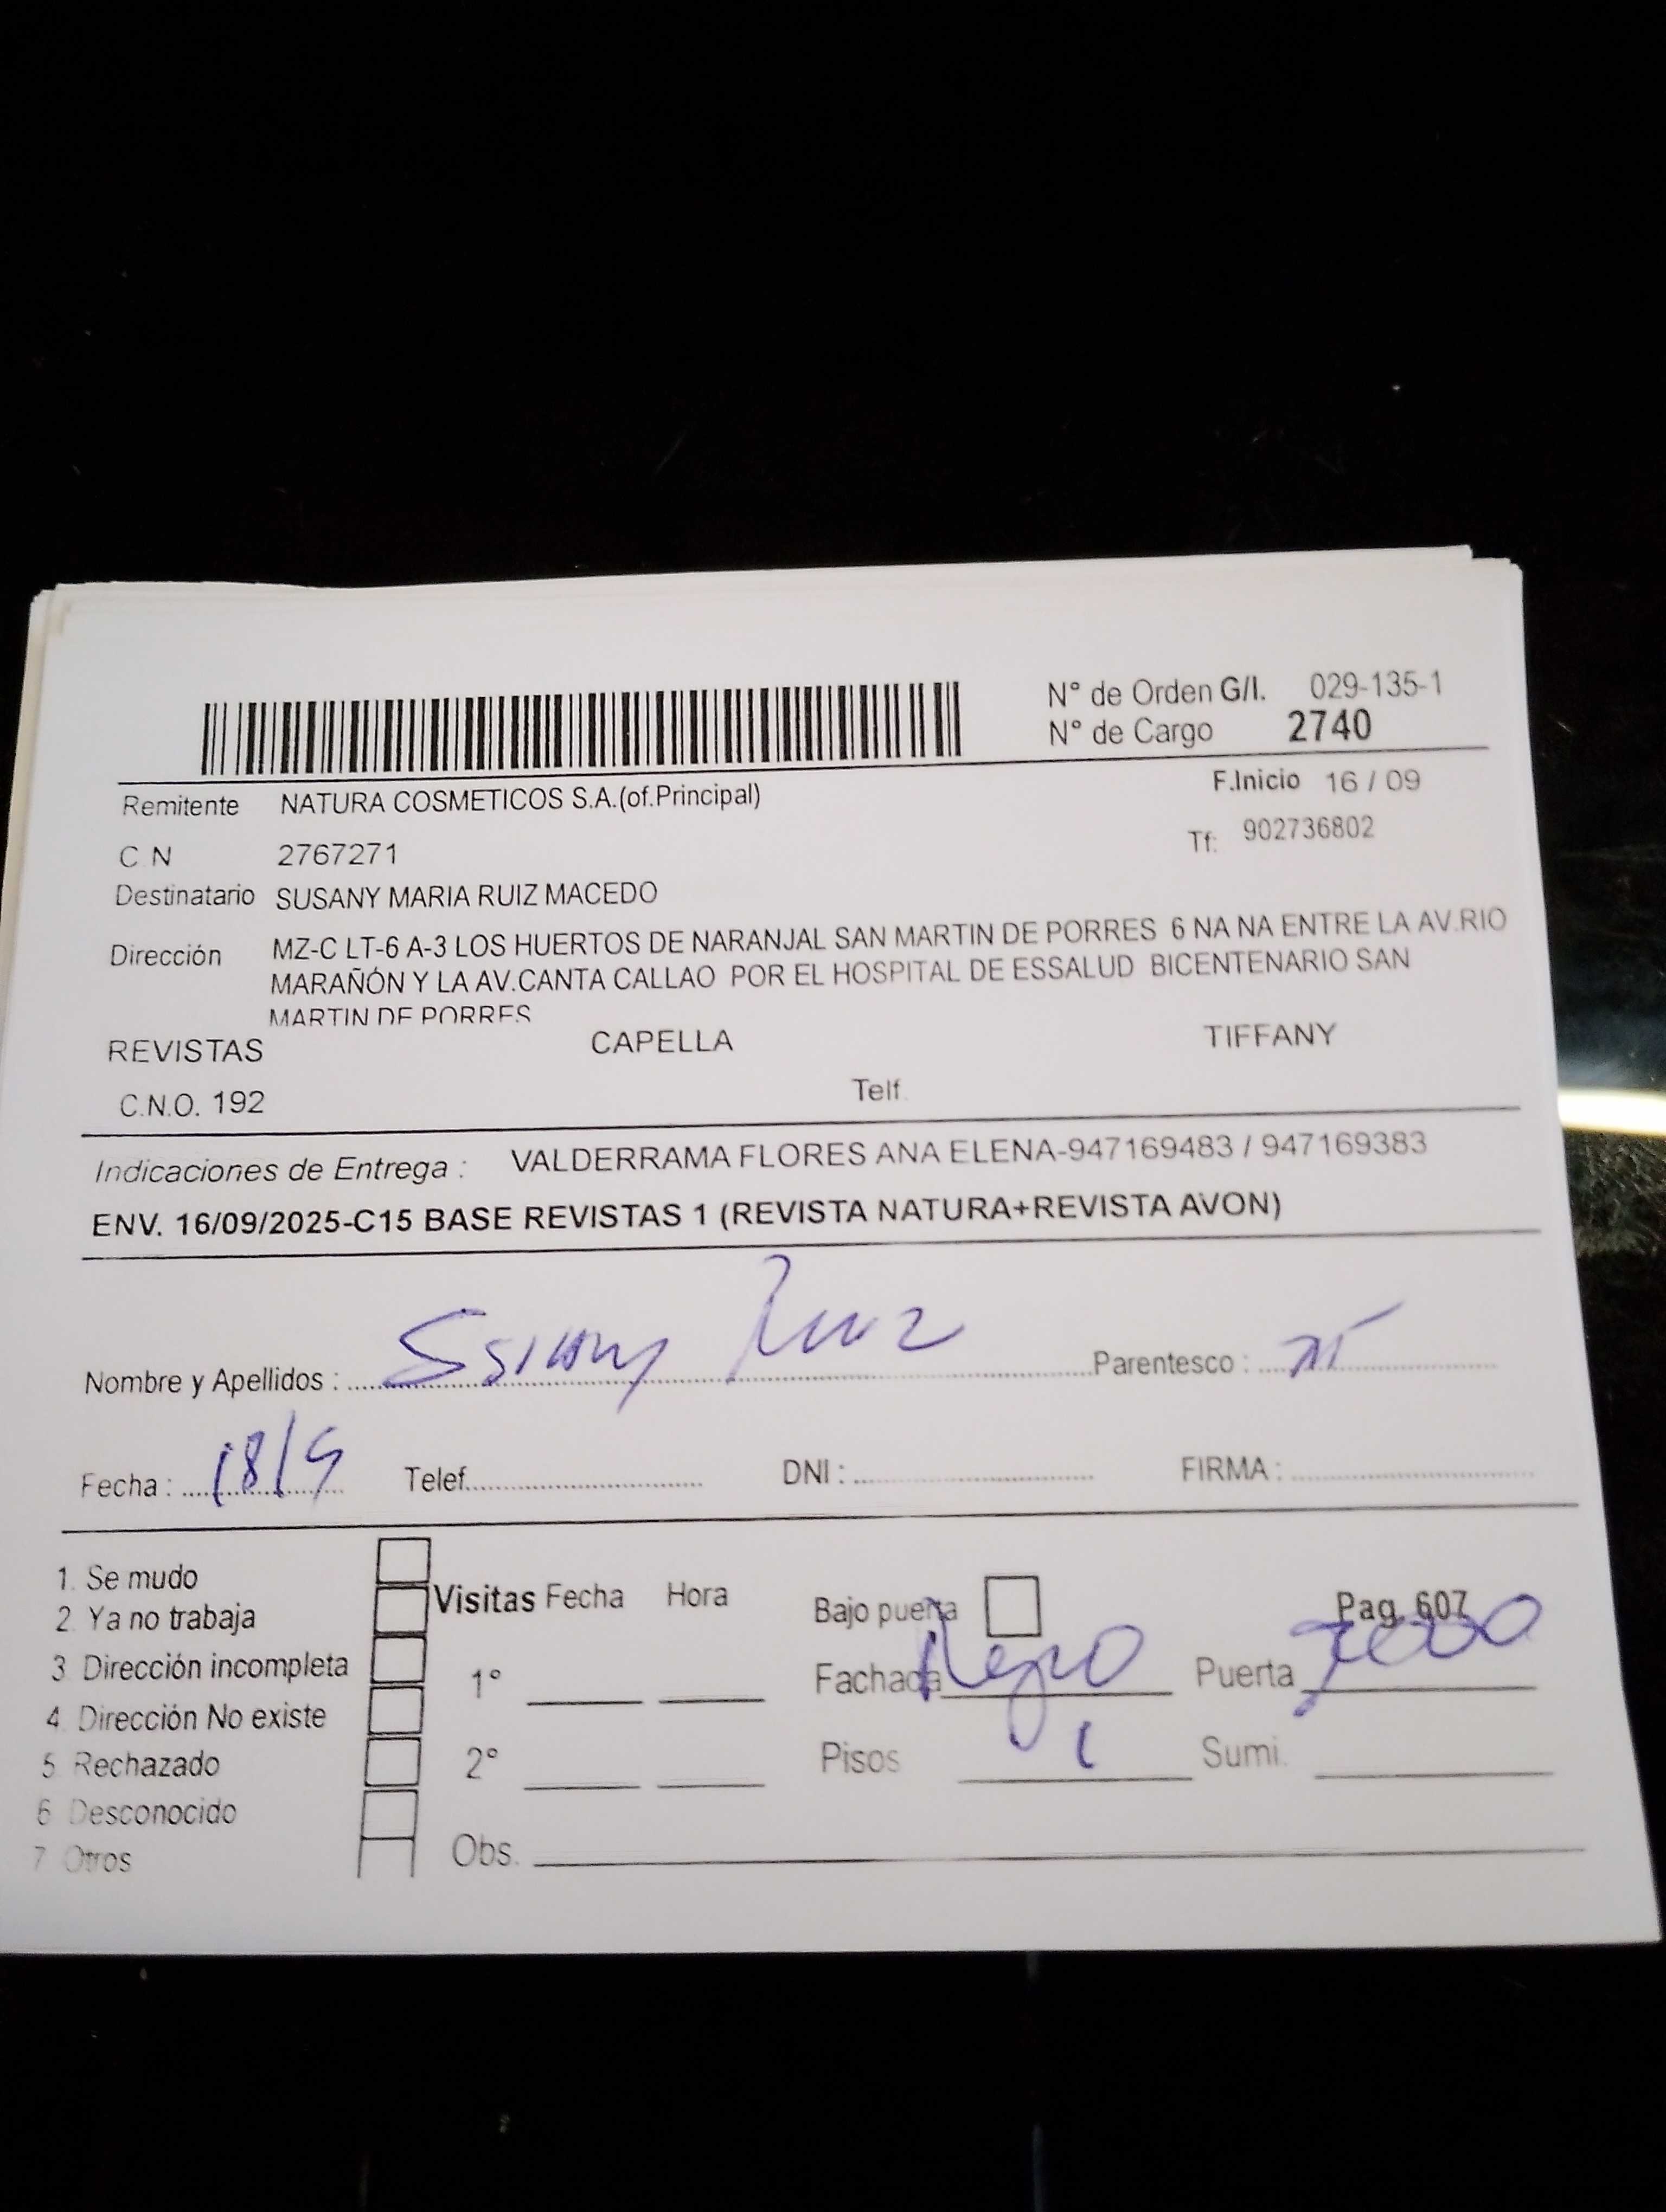 N° de Orden G/I. 029-135-1
N° de Cargo 2740
F.Inicio 16 / 09
Remitente NATURA COSMETICOS S.A.(of.Principal)
Tf: 902736802
C.N 2767271
Destinatario SUSANY MARIA RUIZ MACEDO
Dirección MZ-C LT-6 A-3 LOS HUERTOS DE NARANJAL SAN MARTIN DE PORRES 6 NA NA ENTRE LA AV.RIO
MARAÑÓN Y LA AV.CANTA CALLAO POR EL HOSPITAL DE ESSALUD BICENTENARIO SAN
MARTIN DE PORRES
REVISTAS CAPELLA TIFFANY
C.N.O. 192 Telf.
Indicaciones de Entrega : VALDERRAMA FLORES ANA ELENA-947169483 / 947169383
ENV. 16/09/2025-C15 BASE REVISTAS 1 (REVISTA NATURA+REVISTA AVON)
Nombre y Apellidos : Ruiz Parentesco :
Fecha : 18/9 Telef. DNI : FIRMA :
1. Se mudo
2. Ya no trabaja
3 Dirección incompleta
4 Dirección No existe
5 Rechazado
6 Desconocido
7 Otros
Visitas Fecha Hora
1°
2°
Obs.
Bajo puerta Pag. 607
Fachada Negro Puerta
Pisos 1 Sumi.